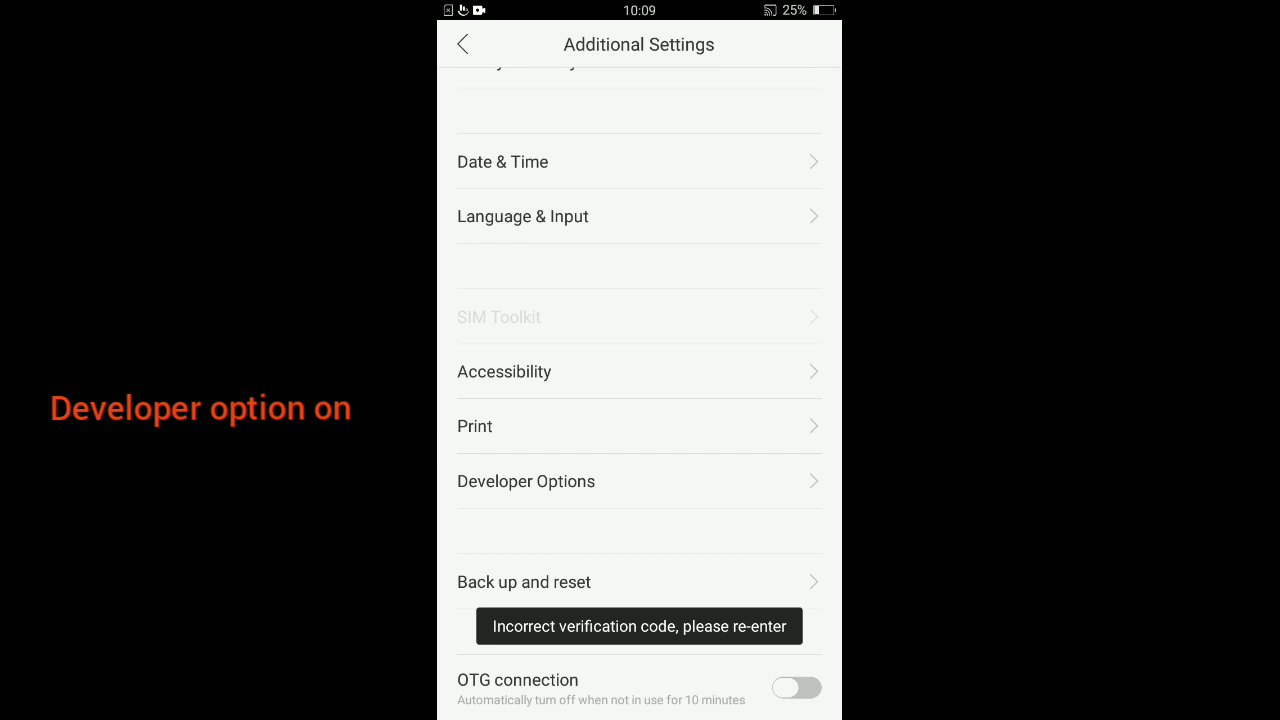 10:09
25%
Additional Settings
Date & Time
Language & Input
SIM Toolkit
Accessibility
Developer option on
Print
Developer Options
Back up and reset
Incorrect verification code, please re-enter
OTG connection
Automatically turn off when not in use for 10 minutes